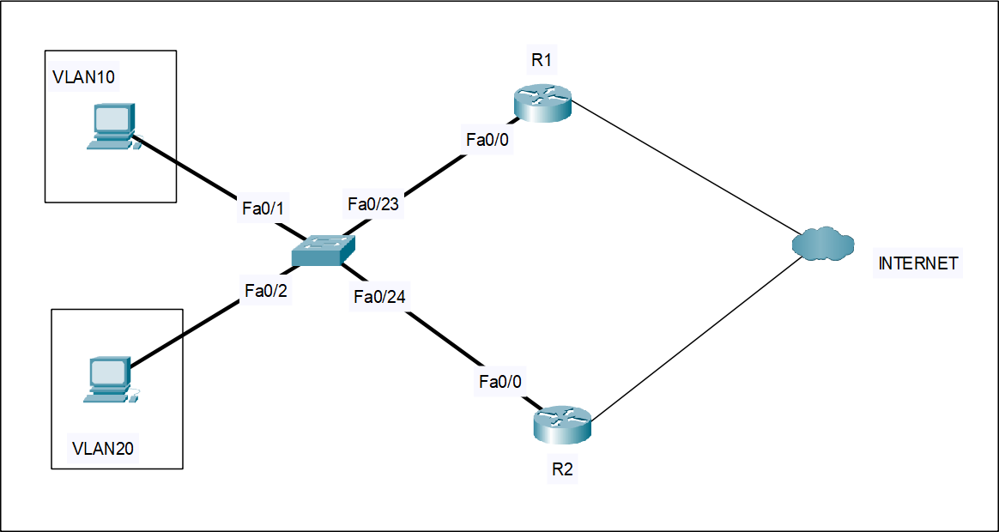 R1
VLAN10
Fa0/0
Fa0/1
Fa0/23
INTERNET
Fa0/2
Fa0/24
Fa0/0
VLAN20
R2